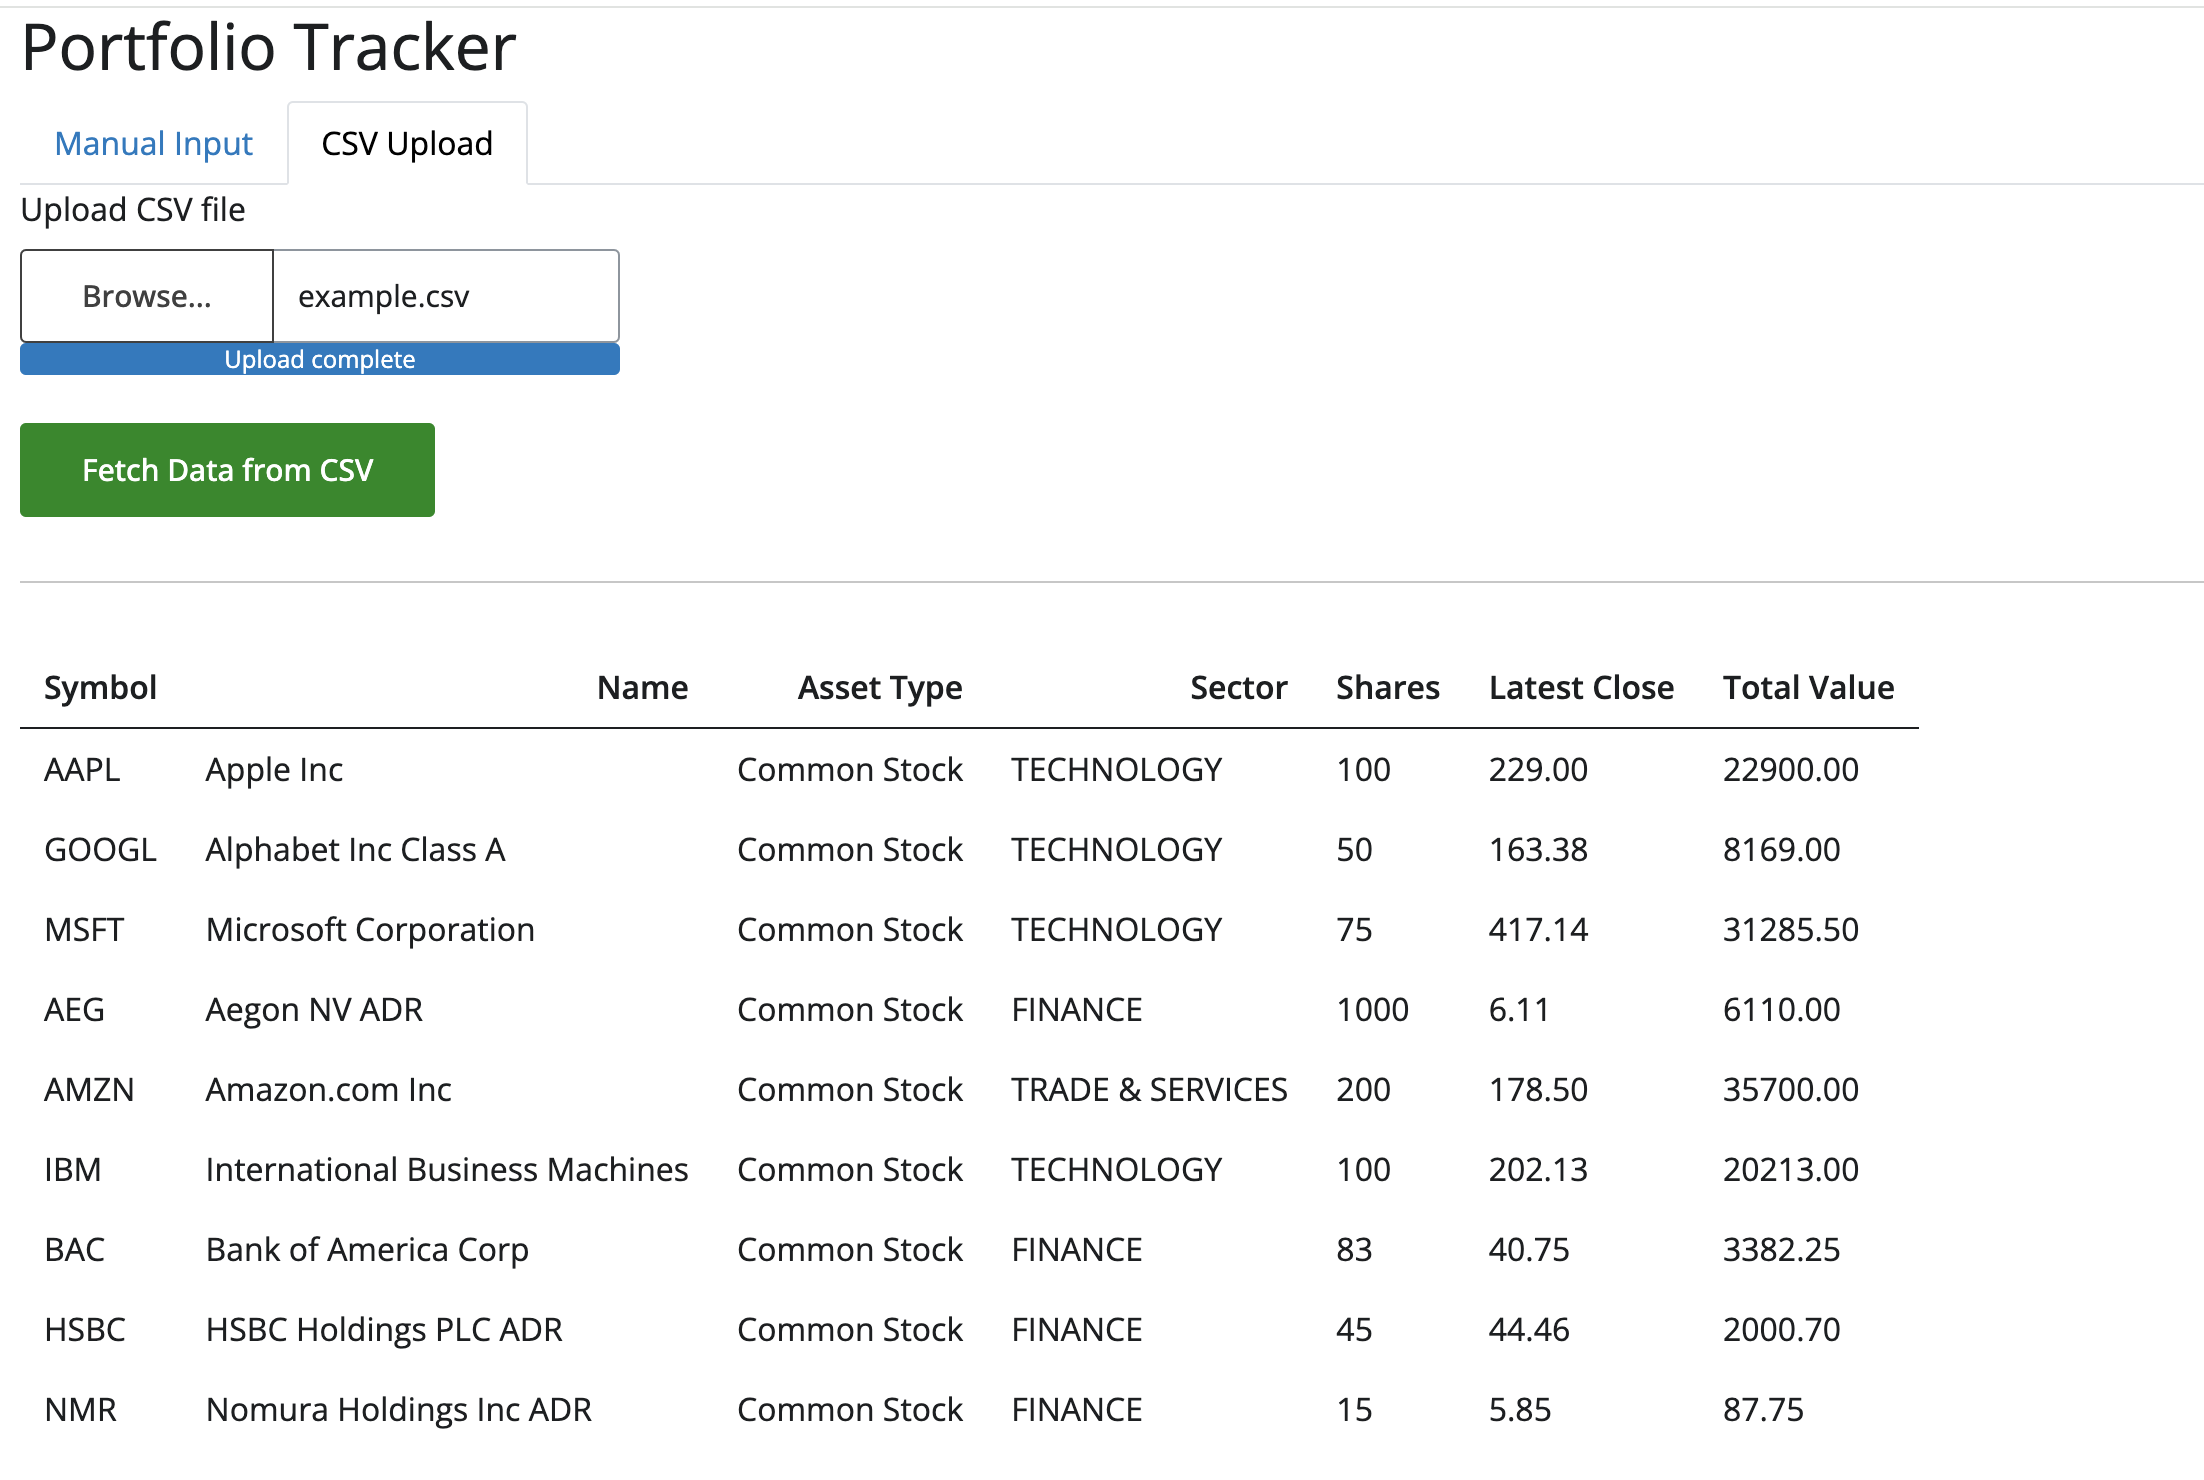 Portfolio Tracker
Manual Input CSV Upload
Upload CSV file
Browse... example.csv
Upload complete
Fetch Data from CSV
Symbol Name Asset Type Sector Shares Latest Close Total Value
AAPL Apple Inc Common Stock TECHNOLOGY 100 229.00 22900.00
GOOGL Alphabet Inc Class A Common Stock TECHNOLOGY 50 163.38 8169.00
MSFT Microsoft Corporation Common Stock TECHNOLOGY 75 417.14 31285.50
AEG Aegon NV ADR Common Stock FINANCE 1000 6.11 6110.00
AMZN Amazon.com Inc Common Stock TRADE & SERVICES 200 178.50 35700.00
IBM International Business Machines Common Stock TECHNOLOGY 100 202.13 20213.00
BAC Bank of America Corp Common Stock FINANCE 83 40.75 3382.25
HSBC HSBC Holdings PLC ADR Common Stock FINANCE 45 44.46 2000.70
NMR Nomura Holdings Inc ADR Common Stock FINANCE 15 5.85 87.75